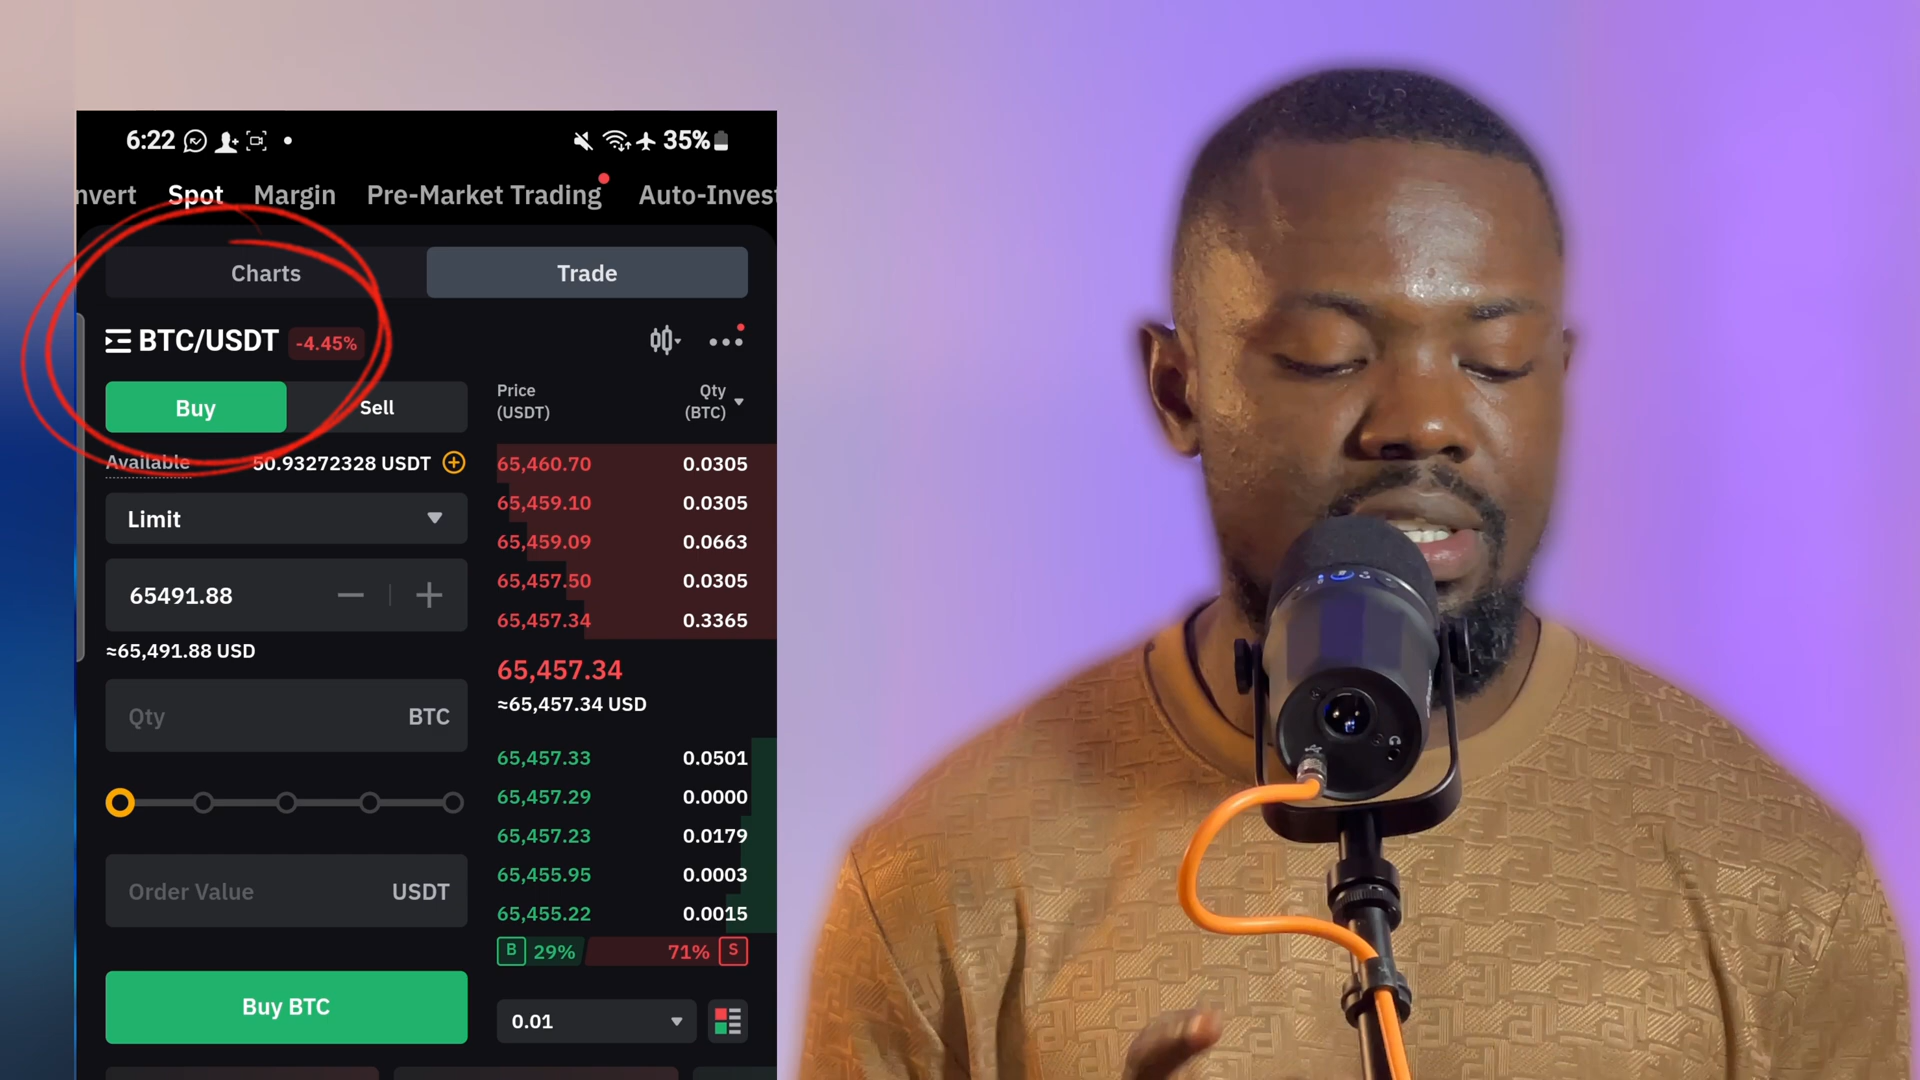 6:22
35%
nvert Spot Margin Pre-Market Trading Auto-Invest
Charts Trade
BTC/USDT -4.45%
Buy Sell
Available 50.93272328 USDT
Limit
65491.88
≈65,491.88 USD
Qty BTC
Order Value USDT
Buy BTC
Price Qty
(USDT) (BTC)
65,460.70 0.0305
65,459.10 0.0305
65,459.09 0.0663
65,457.50 0.0305
65,457.34 0.3365
65,457.34
≈65,457.34 USD
65,457.33 0.0501
65,457.29 0.0000
65,457.23 0.0179
65,455.95 0.0003
65,455.22 0.0015
B 29% 71% S
0.01